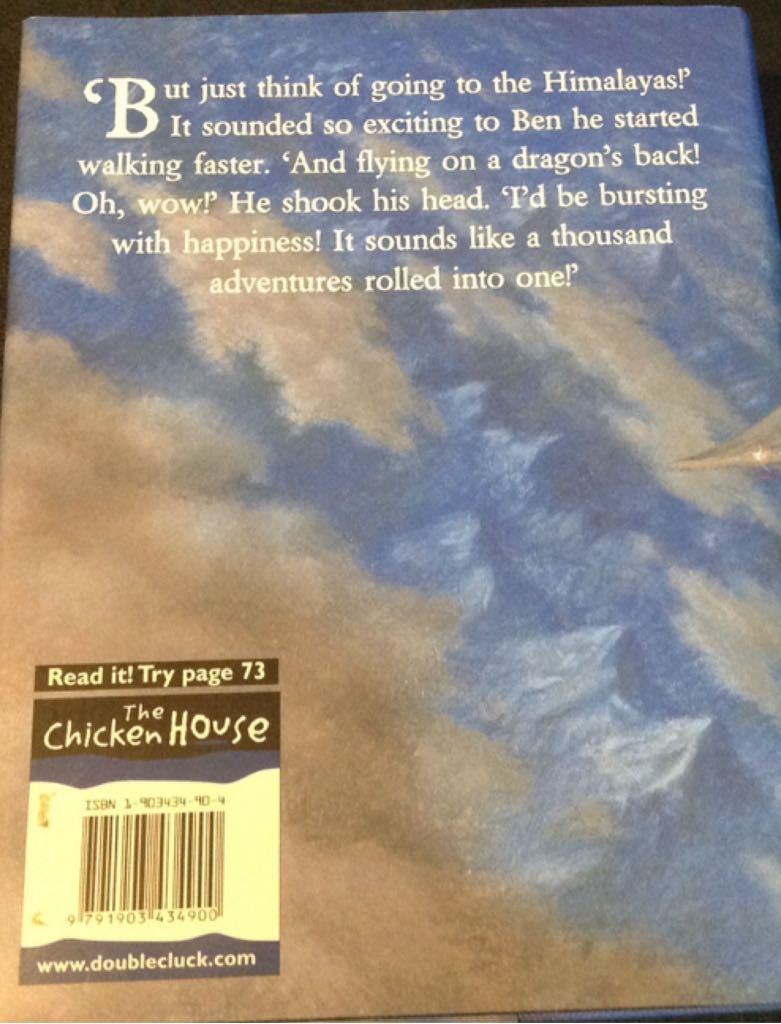 ‘But just think of going to the Himalayas!’
It sounded so exciting to Ben he started
walking faster. ‘And flying on a dragon’s back!
Oh, wow!’ He shook his head. ‘I’d be bursting
with happiness! It sounds like a thousand
adventures rolled into one!’
Read it! Try page 73
The
Chicken House
ISBN 1-903434-90-4
9 791903 434900
www.doublecluck.com